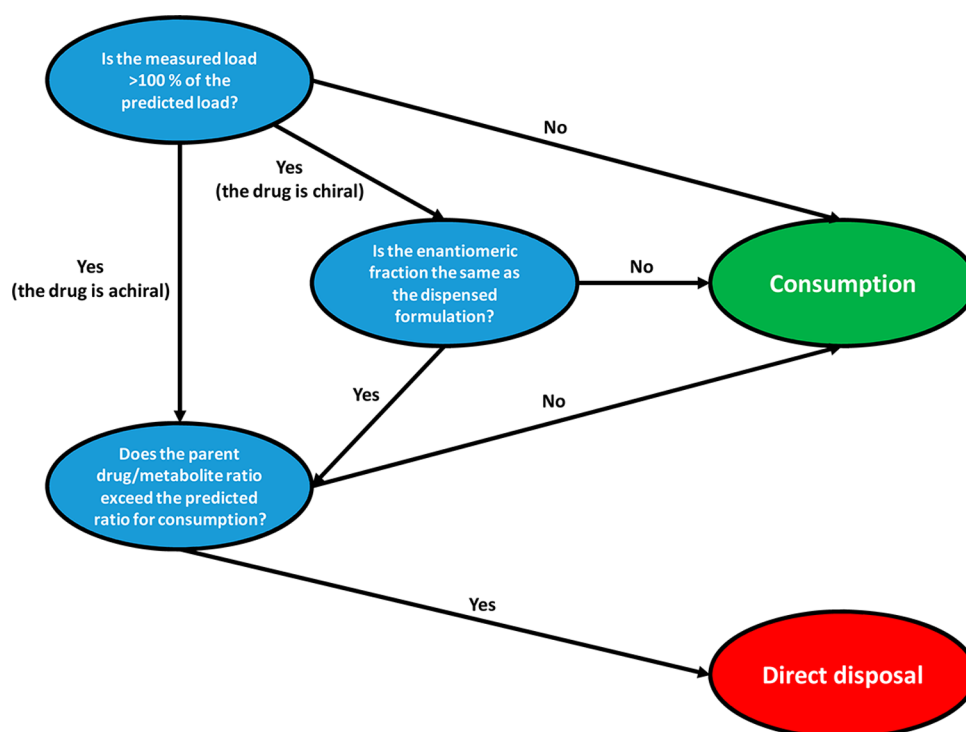 Is the measured load
>100 % of the
predicted load?
No
Yes
(the drug is chiral)
Yes
(the drug is achiral)
Is the enantiomeric
fraction the same as
the dispensed
formulation?
No
Consumption
Yes
No
Does the parent
drug/metabolite ratio
exceed the predicted
ratio for consumption?
Yes
Direct disposal